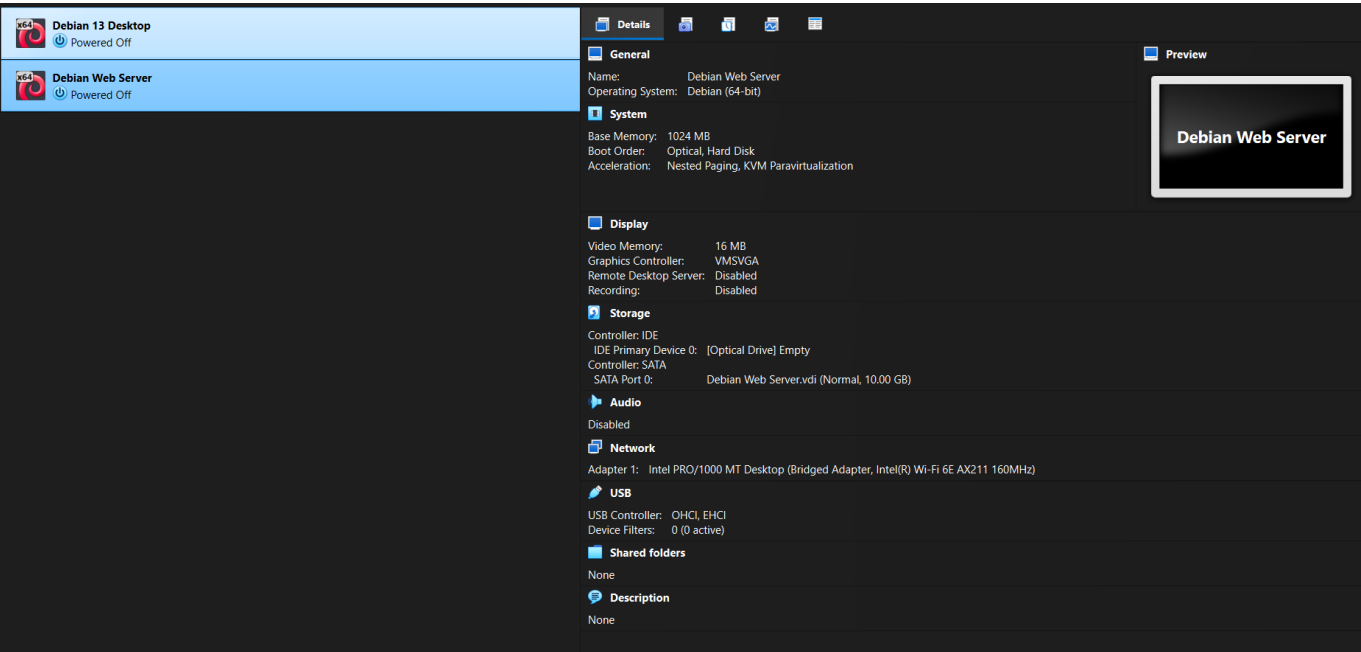 x64
Debian 13 Desktop
Powered Off
x64
Debian Web Server
Powered Off
Details
General
Name: Debian Web Server
Operating System: Debian (64-bit)
Preview
Debian Web Server
System
Base Memory: 1024 MB
Boot Order: Optical, Hard Disk
Acceleration: Nested Paging, KVM Paravirtualization
Display
Video Memory: 16 MB
Graphics Controller: VMSVGA
Remote Desktop Server: Disabled
Recording: Disabled
Storage
Controller: IDE
IDE Primary Device 0: [Optical Drive] Empty
Controller: SATA
SATA Port 0: Debian Web Server.vdi (Normal, 10.00 GB)
Audio
Disabled
Network
Adapter 1: Intel PRO/1000 MT Desktop (Bridged Adapter, Intel(R) Wi-Fi 6E AX211 160MHz)
USB
USB Controller: OHCI, EHCI
Device Filters: 0 (0 active)
Shared folders
None
Description
None